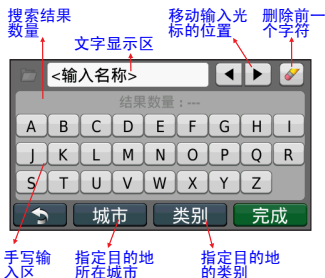 搜索结果
数量
文字显示区
移动输入光
标的位置
删除前一
个字符
<输入名称>
结果数量：---
A B C D E F G H I
J K L M N O P Q R
S T U V W X Y Z
城市 类别 完成
手写输
入区
指定目的地
所在城市
指定目的地
的类别